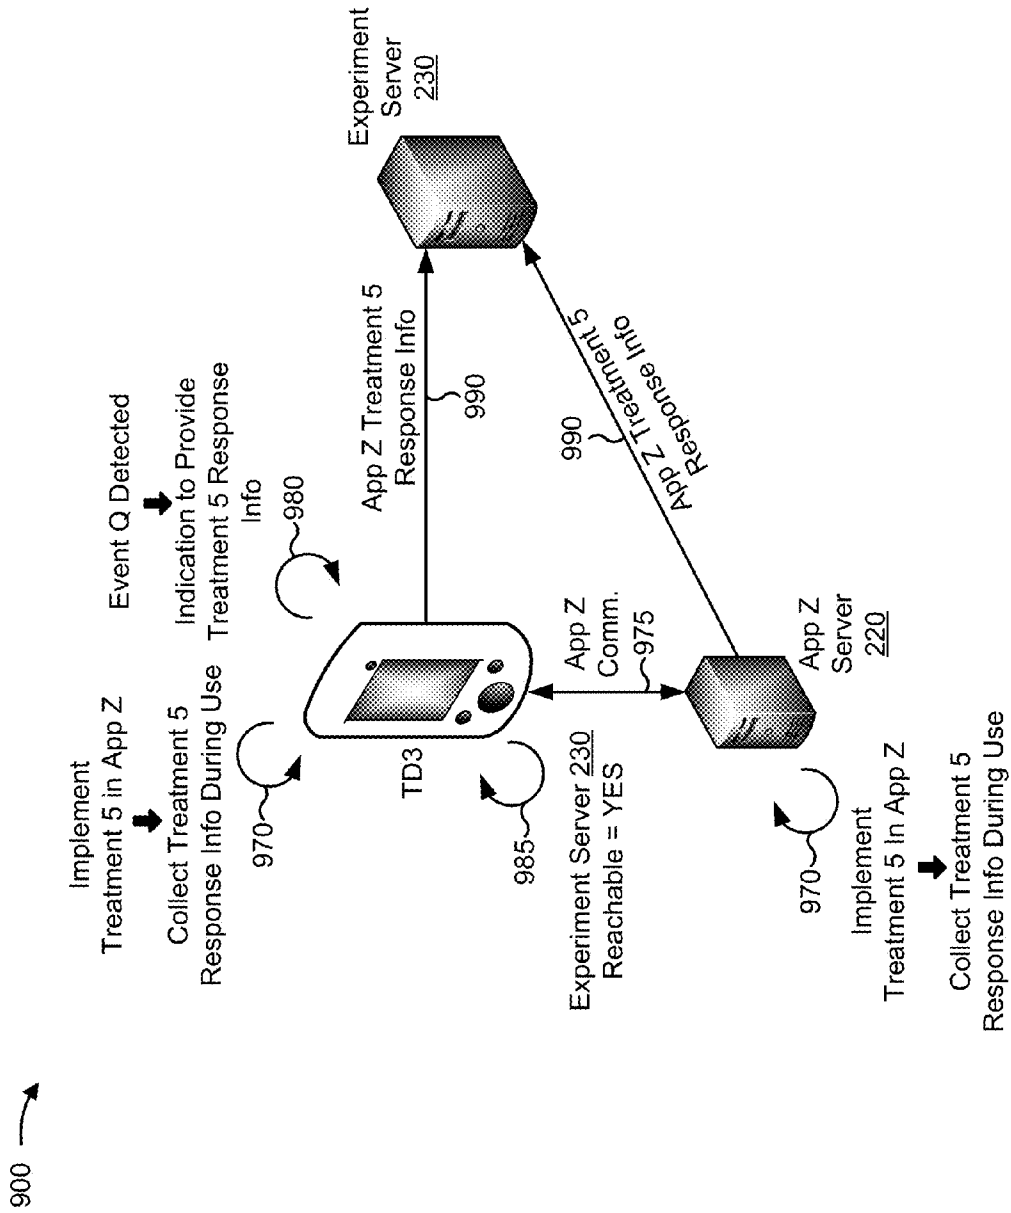 900
Implement
Treatment 5 in App Z
Collect Treatment 5
Response Info During Use
970
Event Q Detected
Indication to Provide
Treatment 5 Response
Info
980
TD3
App Z Treatment 5
Response Info
990
Experiment
Server
230
985
Experiment Server 230
Reachable = YES
App Z
Comm.
975
App Z Treatment 5
Response Info
990
App Z
Server
220
970
Implement
Treatment 5 In App Z
Collect Treatment 5
Response Info During Use